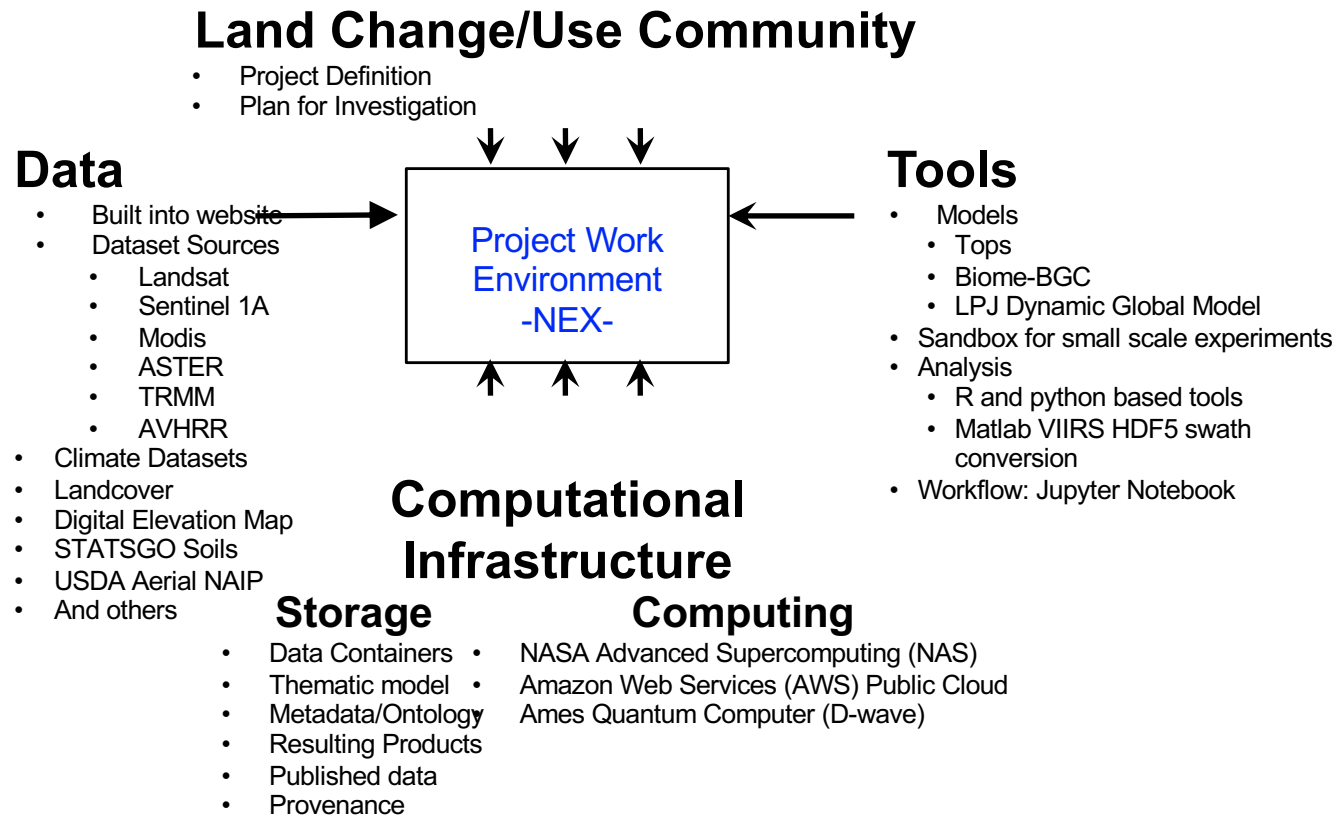 Land Change/Use Community
• Project Definition
• Plan for Investigation
Data
• Built into website
• Dataset Sources
• Landsat
• Sentinel 1A
• Modis
• ASTER
• TRMM
• AVHRR
• Climate Datasets
• Landcover
• Digital Elevation Map
• STATSGO Soils
• USDA Aerial NAIP
• And others
Project Work
Environment
-NEX-
Tools
• Models
• Tops
• Biome-BGC
• LPJ Dynamic Global Model
• Sandbox for small scale experiments
• Analysis
• R and python based tools
• Matlab VIIRS HDF5 swath
conversion
• Workflow: Jupyter Notebook
Computational
Infrastructure
Storage
• Data Containers
• Thematic model
• Metadata/Ontology
• Resulting Products
• Published data
• Provenance
Computing
• NASA Advanced Supercomputing (NAS)
• Amazon Web Services (AWS) Public Cloud
• Ames Quantum Computer (D-wave)